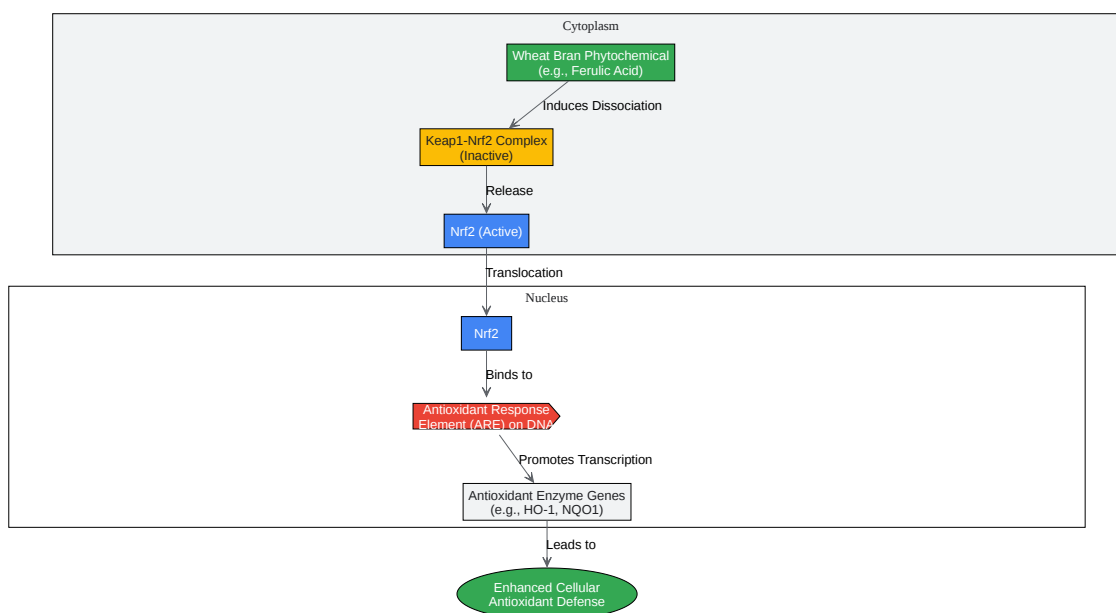 Cytoplasm
Wheat Bran Phytochemical
(e.g., Ferulic Acid)
Induces Dissociation
Keap1-Nrf2 Complex
(Inactive)
Release
Nrf2 (Active)
Translocation
Nucleus
Nrf2
Binds to
Antioxidant Response
Element (ARE) on DNA
Promotes Transcription
Antioxidant Enzyme Genes
(e.g., HO-1, NQO1)
Leads to
Enhanced Cellular
Antioxidant Defense